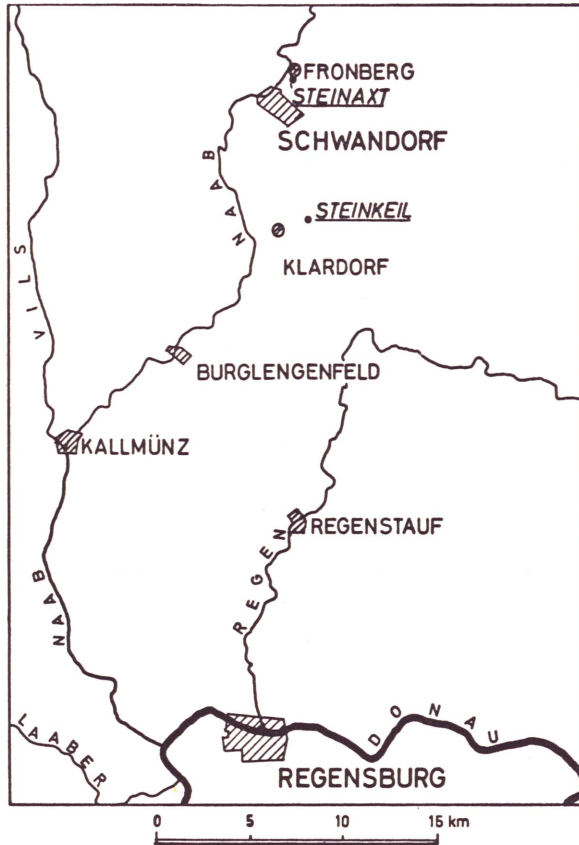 FRONBERG
STEINAXT
SCHWANDORF
NAAB
STEINKEIL
KLARDORF
VILS
BURGLENGENFELD
KALLMÜNZ
REGENSTAUF
REGEN
NAAB
LAABER
DONAU
REGENSBURG
0 5 10 15 km